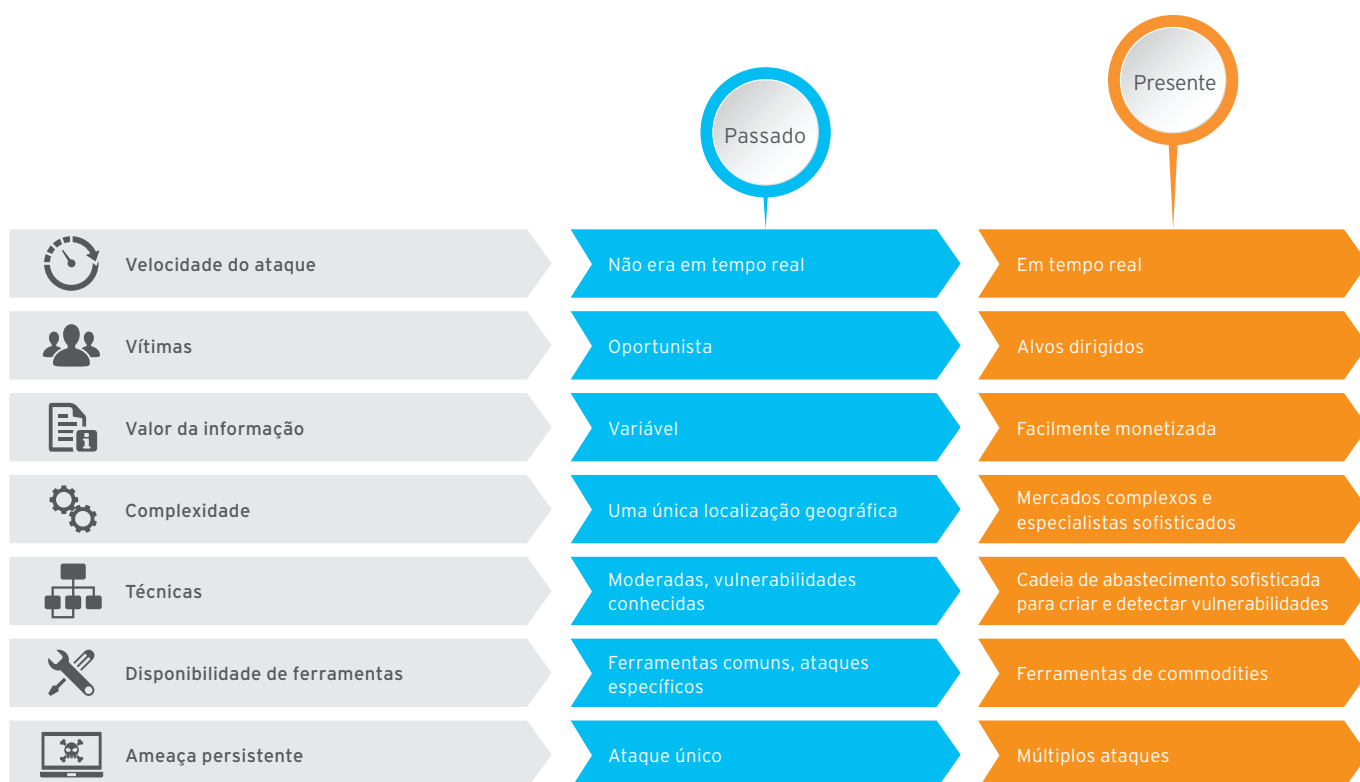 Passado
Presente
Velocidade do ataque
Não era em tempo real
Em tempo real
Vítimas
Oportunista
Alvos dirigidos
Valor da informação
Variável
Facilmente monetizada
Complexidade
Uma única localização geográfica
Mercados complexos e
especialistas sofisticados
Técnicas
Moderadas, vulnerabilidades
conhecidas
Cadeia de abastecimento sofisticada
para criar e detectar vulnerabilidades
Disponibilidade de ferramentas
Ferramentas comuns, ataques
específicos
Ferramentas de commodities
Ameaça persistente
Ataque único
Múltiplos ataques